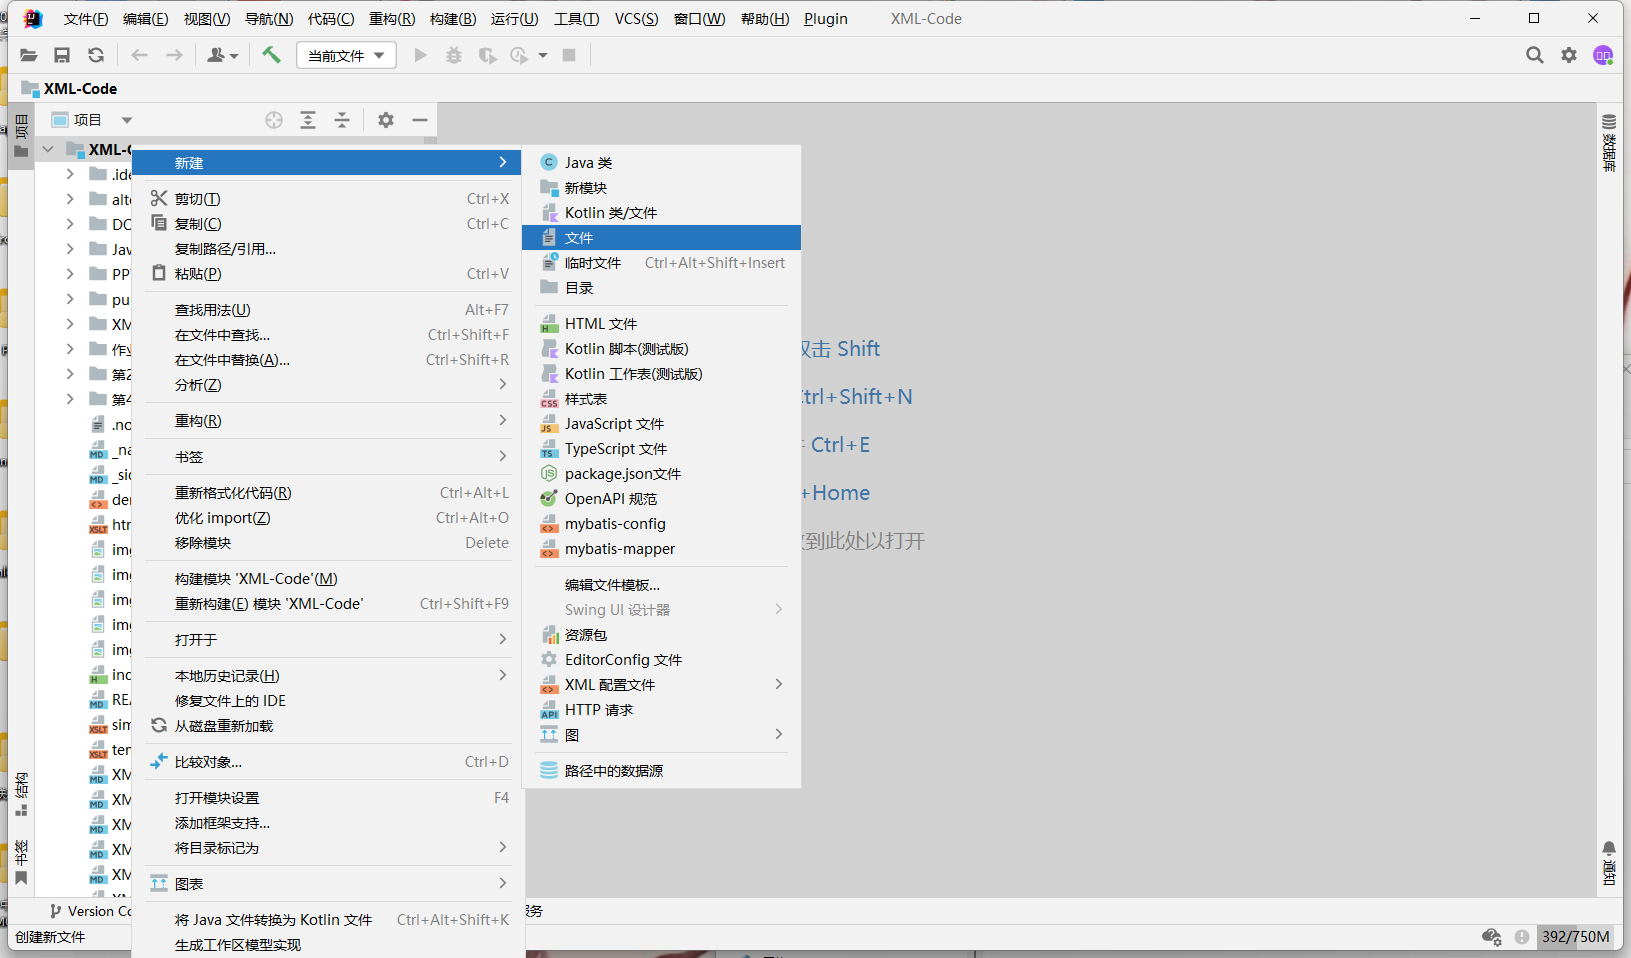 文件(F) 编辑(E) 视图(V) 导航(N) 代码(C) 重构(R) 构建(B) 运行(U) 工具(T) VCS(S) 窗口(W) 帮助(H) Plugin XML-Code
当前文件
XML-Code
项目
项目
XML-C
.ide
alt
DO
Jav
PP
pu
XM
作业
第2
第4
.no
_na
_sid
der
htr
img
img
img
img
img
ind
RE
sim
ter
XM
XM
XM
XM
XM
新建
剪切(T) Ctrl+X
复制(C) Ctrl+C
复制路径/引用...
粘贴(P) Ctrl+V
查找用法(U) Alt+F7
在文件中查找... Ctrl+Shift+F
在文件中替换(A)... Ctrl+Shift+R
分析(Z)
重构(R)
书签
重新格式化代码(R) Ctrl+Alt+L
优化 import(Z) Ctrl+Alt+O
移除模块 Delete
构建模块 'XML-Code'(M)
重新构建(E) 模块 'XML-Code' Ctrl+Shift+F9
打开于
本地历史记录(H)
修复文件上的 IDE
从磁盘重新加载
比较对象... Ctrl+D
打开模块设置 F4
添加框架支持...
将目录标记为
图表
将 Java 文件转换为 Kotlin 文件 Ctrl+Alt+Shift+K
生成工作区模型实现
Java 类
新模块
Kotlin 类/文件
文件
临时文件 Ctrl+Alt+Shift+Insert
目录
HTML 文件
Kotlin 脚本(测试版)
Kotlin 工作表(测试版)
样式表
JavaScript 文件
TypeScript 文件
package.json文件
OpenAPI 规范
mybatis-config
mybatis-mapper
编辑文件模板...
Swing UI 设计器
资源包
EditorConfig 文件
XML 配置文件
HTTP 请求
图
路径中的数据源
双击 Shift
Ctrl+Shift+N
Ctrl+E
+Home
到此处以打开
数据库
通知
结构
书签
Version Co
服务
创建新文件
392/750M